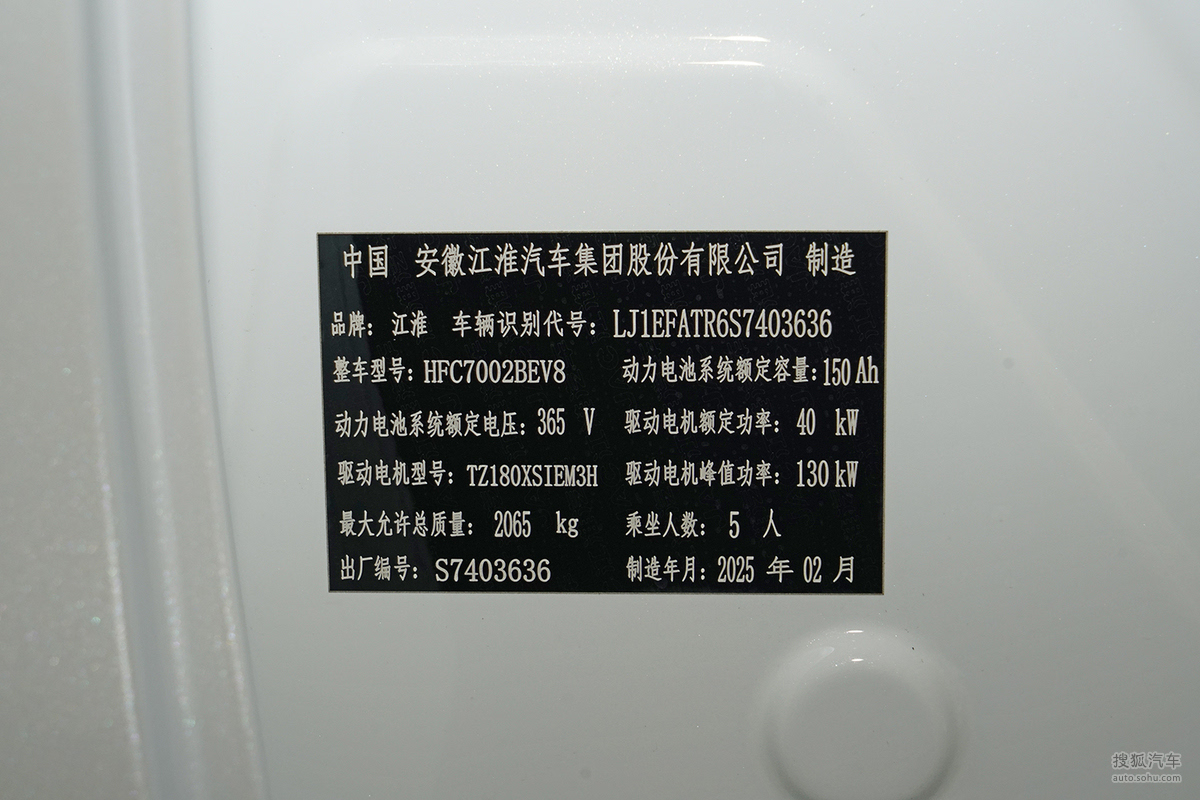 中国 安徽江淮汽车集团股份有限公司 制造
品牌：江淮 车辆识别代号：LJ1EFATR6S7403636
整车型号：HFC7002BEV8 动力电池系统额定容量：150 Ah
动力电池系统额定电压：365 V 驱动电机额定功率：40 kW
驱动电机型号：TZ180XSIEM3H 驱动电机峰值功率：130 kW
最大允许总质量：2065 kg 乘坐人数：5 人
出厂编号：S7403636 制造年月：2025 年 02 月
搜狐汽车
auto.sohu.com